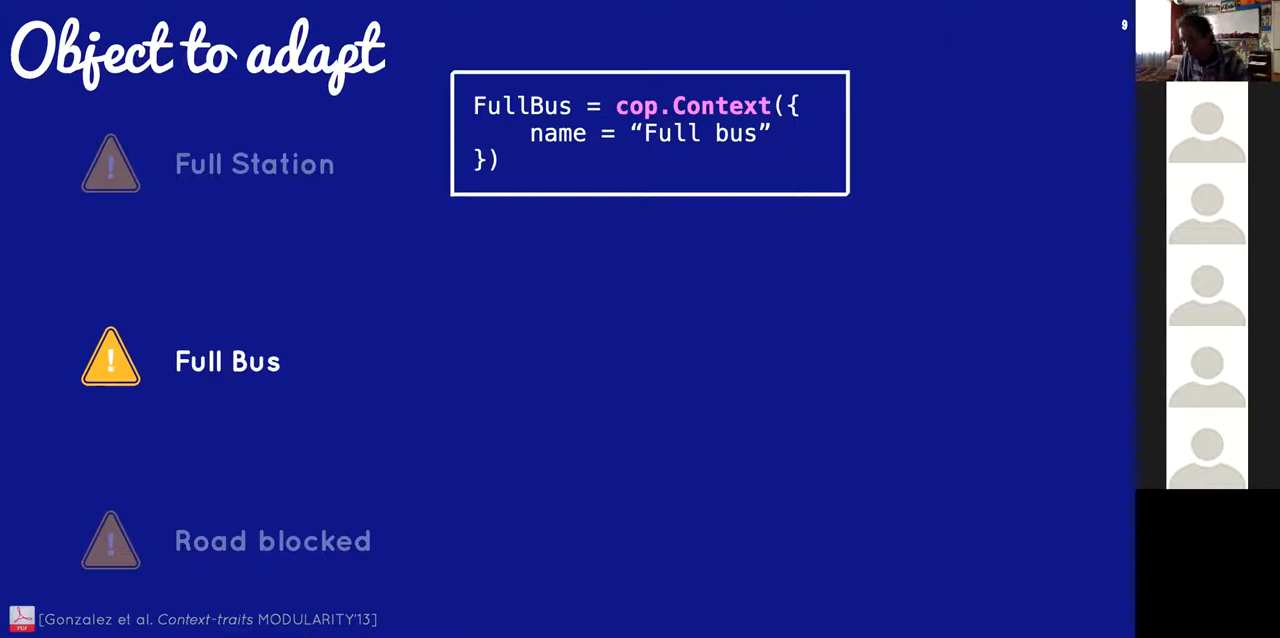 Object to adapt
9
FullBus = cop.Context({
name = “Full bus”
})
! Full Station
! Full Bus
! Road blocked
PDF [Gonzalez et al. Context-traits MODULARITY'13]